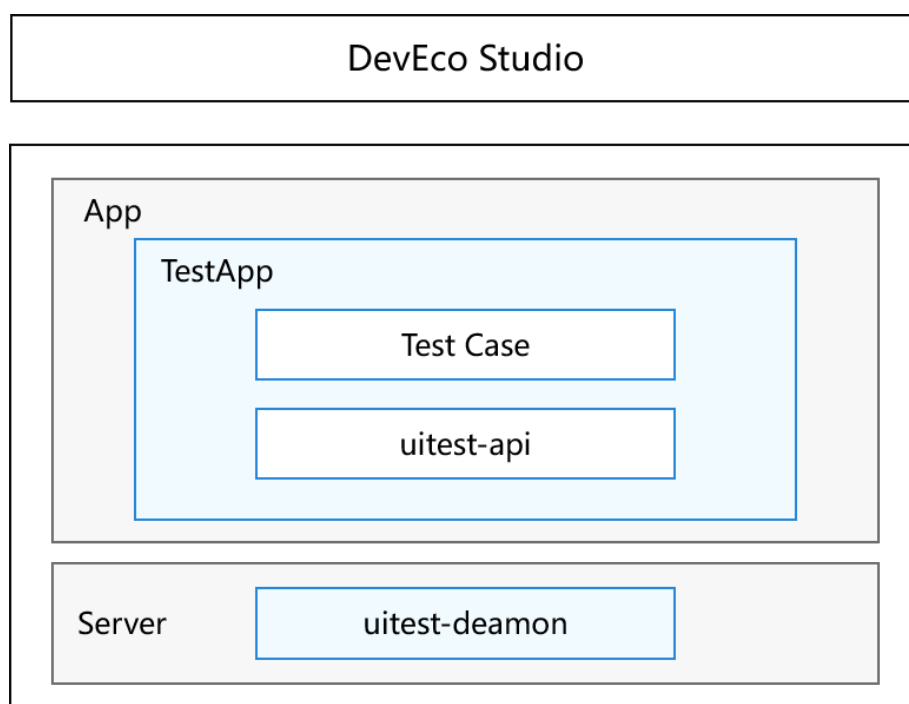 DevEco Studio
App
TestApp
Test Case
uitest-api
Server
uitest-deamon